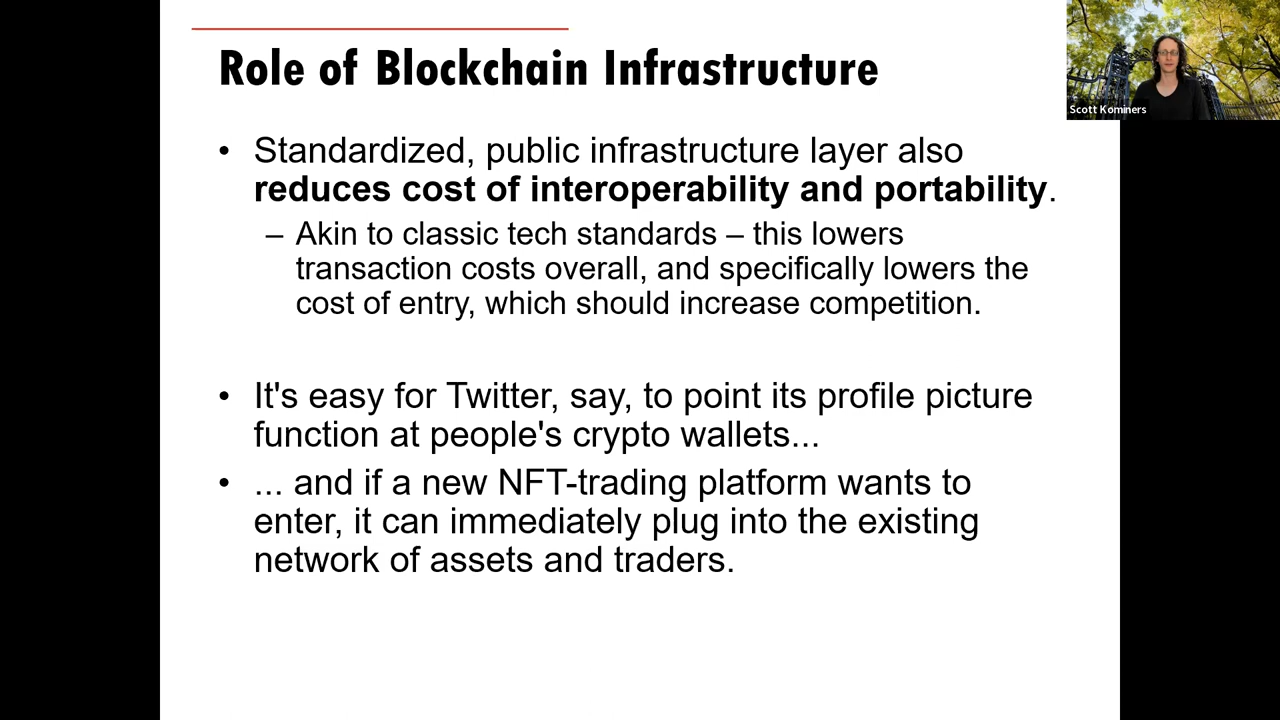 Role of Blockchain Infrastructure
Scott Kominers
• Standardized, public infrastructure layer also
reduces cost of interoperability and portability.
– Akin to classic tech standards – this lowers
transaction costs overall, and specifically lowers the
cost of entry, which should increase competition.
• It's easy for Twitter, say, to point its profile picture
function at people's crypto wallets...
• ... and if a new NFT-trading platform wants to
enter, it can immediately plug into the existing
network of assets and traders.